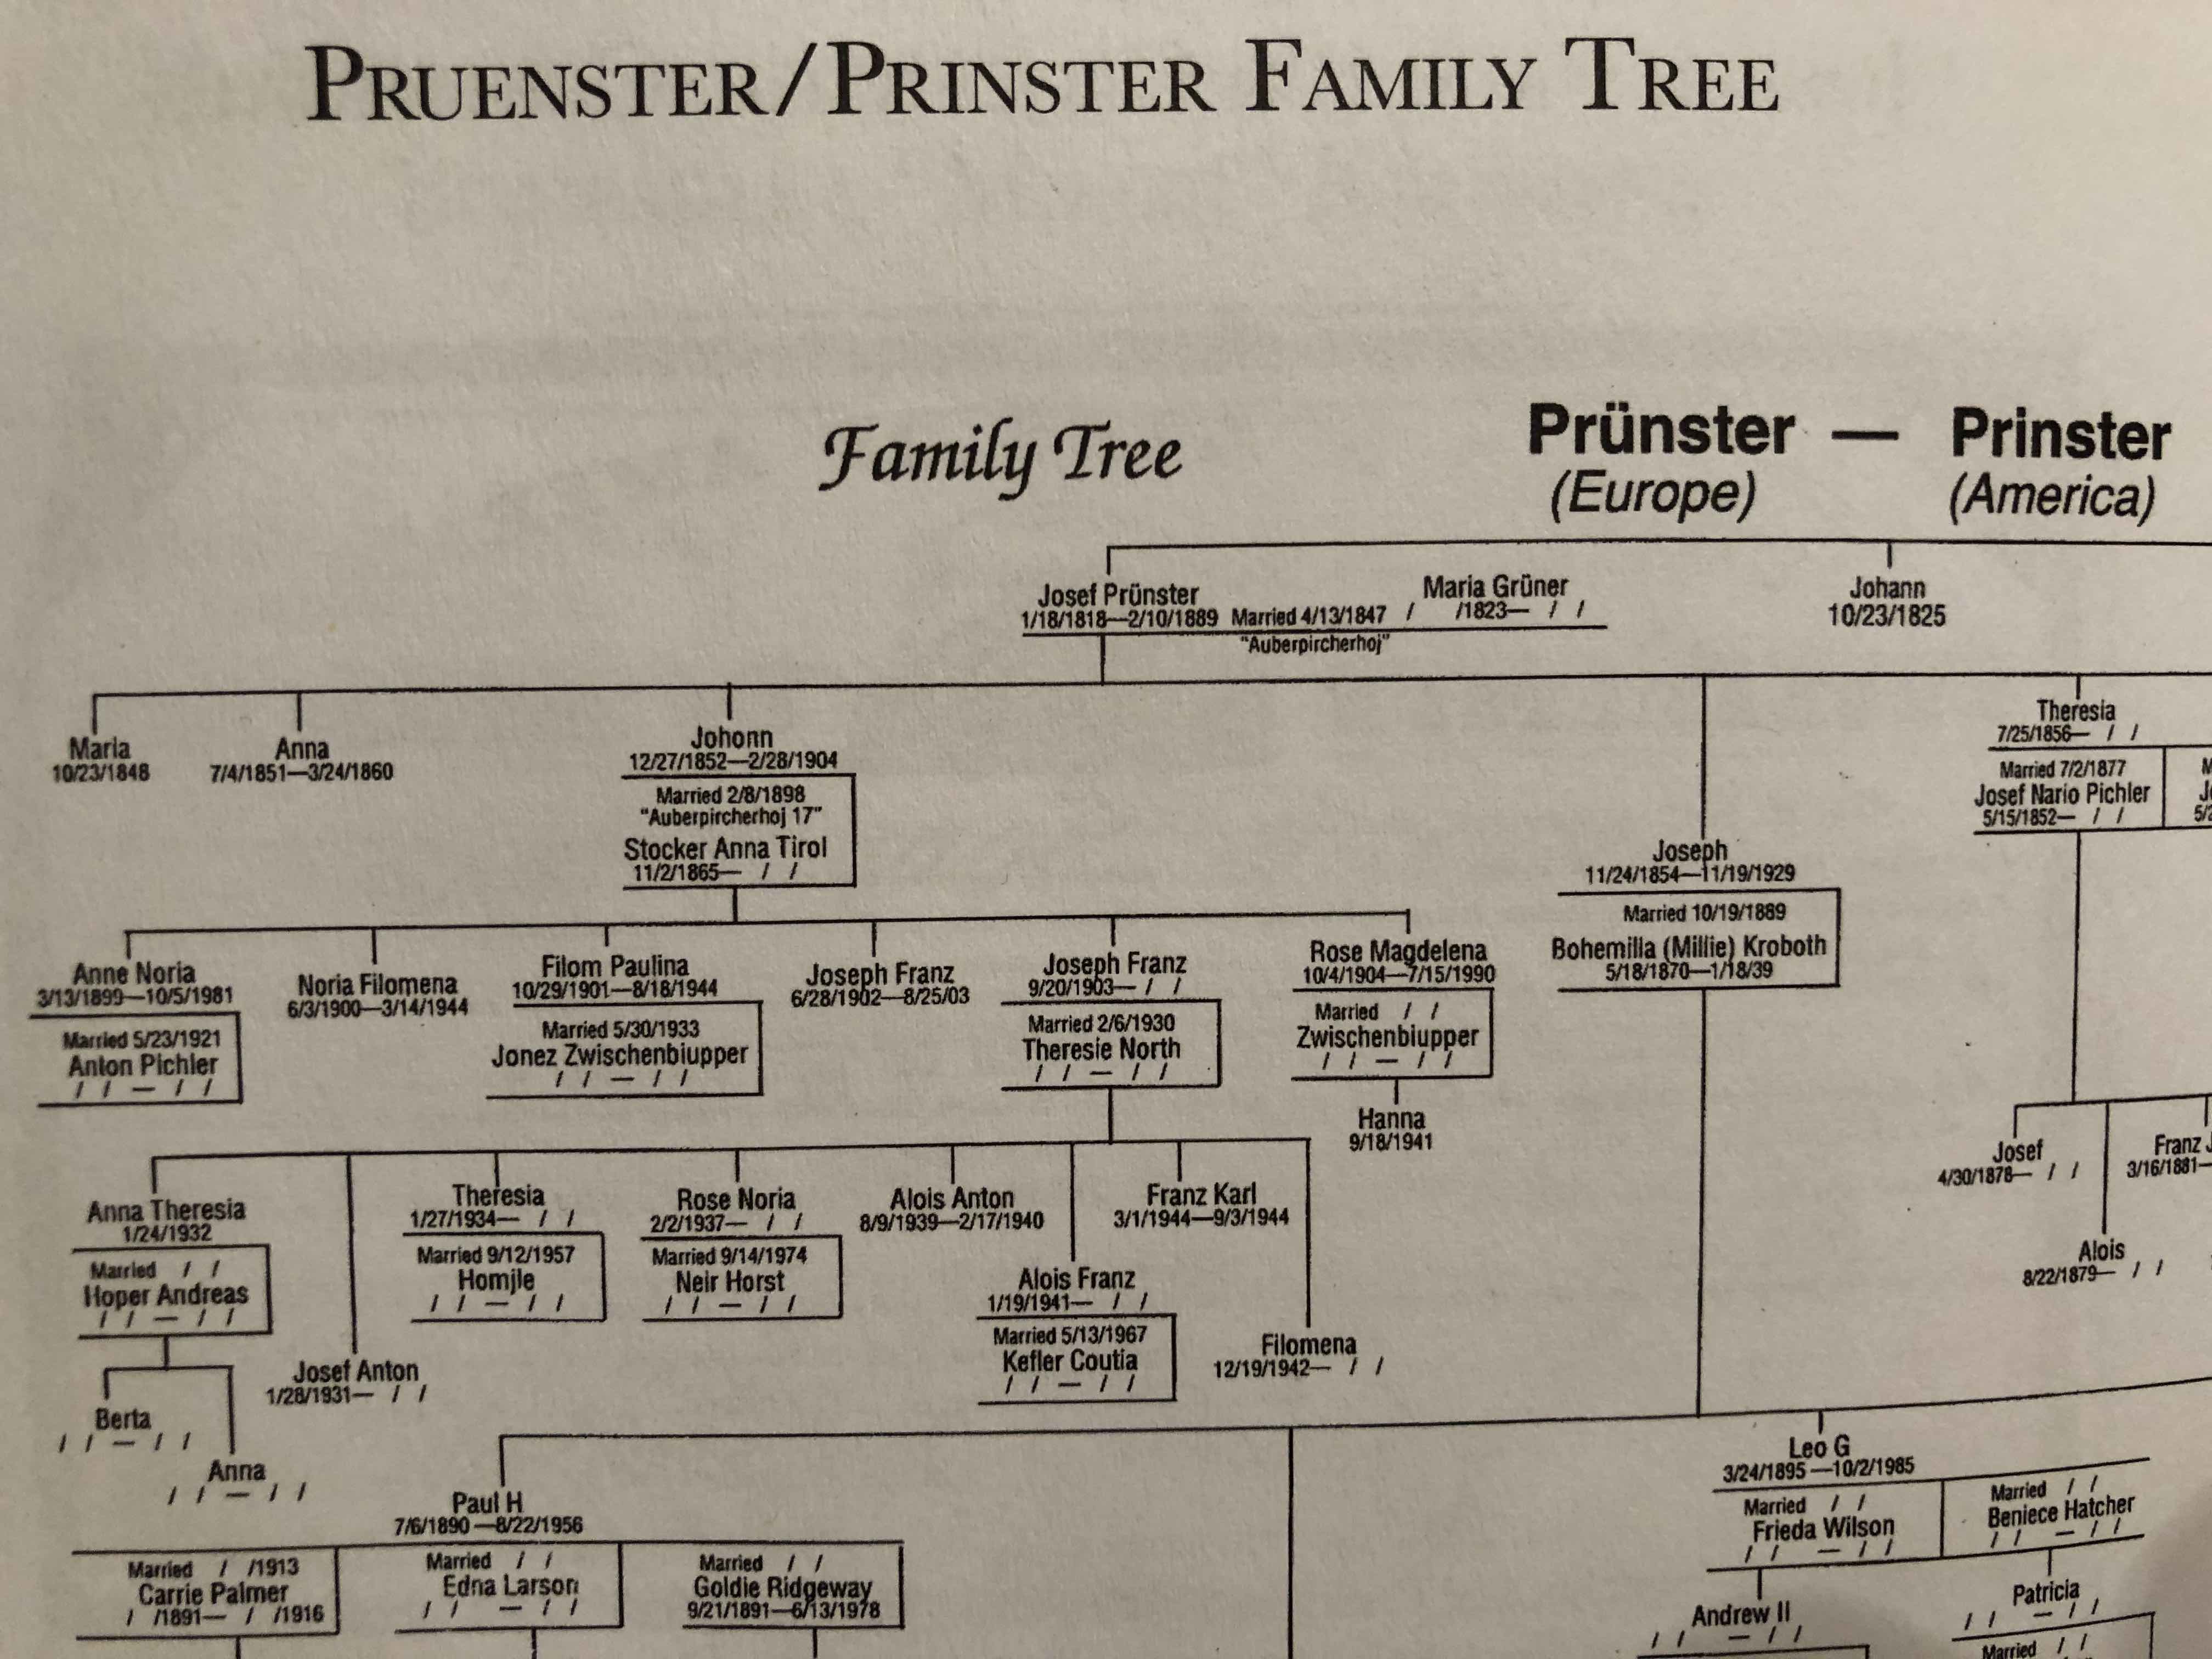 PRUENSTER/PRINSTER FAMILY TREE
Family Tree
Prünster — Prinster
(Europe) (America)
Josef Prünster
1/18/1818—2/10/1889 Married 4/13/1847
Maria Grüner
/ /1823— / /
"Auberpircherhoj"
Johann
10/23/1825
Maria
10/23/1848
Anna
7/4/1851—3/24/1860
Johonn
12/27/1852—2/28/1904
Married 2/8/1898
"Auberpircherhoj 17"
Stocker Anna Tirol
11/2/1865— / /
Joseph
11/24/1854—11/19/1929
Married 10/19/1889
Bohemilla (Millie) Kroboth
5/18/1870—1/18/39
Theresia
7/25/1856— / /
Married 7/2/1877
Josef Nario Pichler
5/15/1852— / /
Anne Noria
3/13/1899—10/5/1981
Married 5/23/1921
Anton Pichler
/ / — / /
Noria Filomena
6/3/1900—3/14/1944
Filom Paulina
10/29/1901—8/18/1944
Married 5/30/1933
Jonez Zwischenbiupper
/ / — / /
Joseph Franz
6/28/1902—8/25/03
Joseph Franz
9/20/1903— / /
Married 2/6/1930
Theresie North
/ / — / /
Rose Magdelena
10/4/1904—7/15/1990
Married / /
Zwischenbiupper
/ / — / /
Hanna
9/18/1941
Josef
4/30/1878— / /
Franz
3/16/1881—
Alois
8/22/1879— / /
Anna Theresia
1/24/1932
Married / /
Hoper Andreas
/ / — / /
Berta
/ / — / /
Anna
/ / — / /
Josef Anton
1/28/1931— / /
Theresia
1/27/1934— / /
Married 9/12/1957
Homjle
/ / — / /
Rose Noria
2/2/1937— / /
Married 9/14/1974
Neir Horst
/ / — / /
Alois Anton
8/9/1939—2/17/1940
Alois Franz
1/19/1941— / /
Married 5/13/1967
Kefler Coutia
/ / — / /
Franz Karl
3/1/1944—9/3/1944
Filomena
12/19/1942— / /
Paul H
7/6/1890 —8/22/1956
Married / /1913
Carrie Palmer
/ /1891— / /1916
Married / /
Edna Larson
/ / — / /
Married / /
Goldie Ridgeway
9/21/1891—6/13/1978
Leo G
3/24/1895 —10/2/1985
Married / /
Frieda Wilson
/ / — / /
Married / /
Beniece Hatcher
/ / — / /
Andrew II
/ / — / /
Patricia
/ / — / /
Married / /